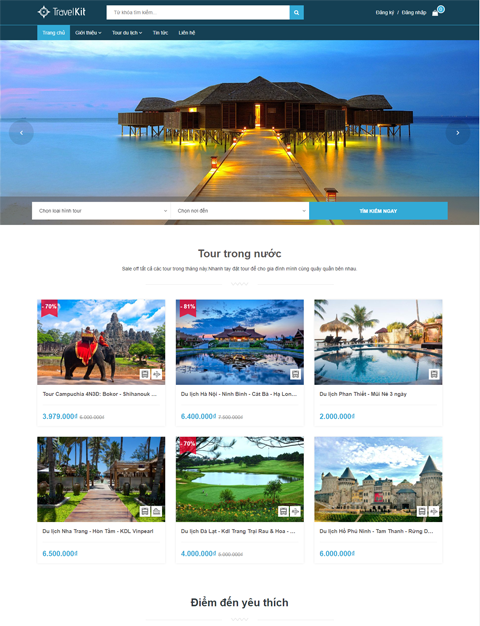 TravelKit
Từ khóa tìm kiếm...
Đăng ký / Đăng nhập
0
Trang chủ
Giới thiệu
Tour du lịch
Tin tức
Liên hệ
Chọn loại hình tour
Chọn nơi đến
TÌM KIẾM NGAY
Tour trong nước
Sale off tất cả các tour trong tháng này.Nhanh tay đặt tour để cho gia đình mình cùng quây quần bên nhau.
- 70%
- 81%
Tour Campuchia 4N3D: Bokor - Shihanouk ...
Du lịch Hà Nội - Ninh Bình - Cát Bà - Hạ Lon...
Du lịch Phan Thiết - Mũi Né 3 ngày
3.979.000₫
6.400.000₫ 7.500.000₫
2.000.000₫
- 70%
Du lịch Nha Trang - Hòn Tằm - KDL Vinpearl
Du lịch Đà Lạt - Kdl Trang Trại Rau & Hoa - ...
Du lịch Hồ Phú Ninh - Tam Thanh - Rừng D...
6.500.000₫
4.000.000₫ 5.000.000₫
6.000.000₫
Điểm đến yêu thích